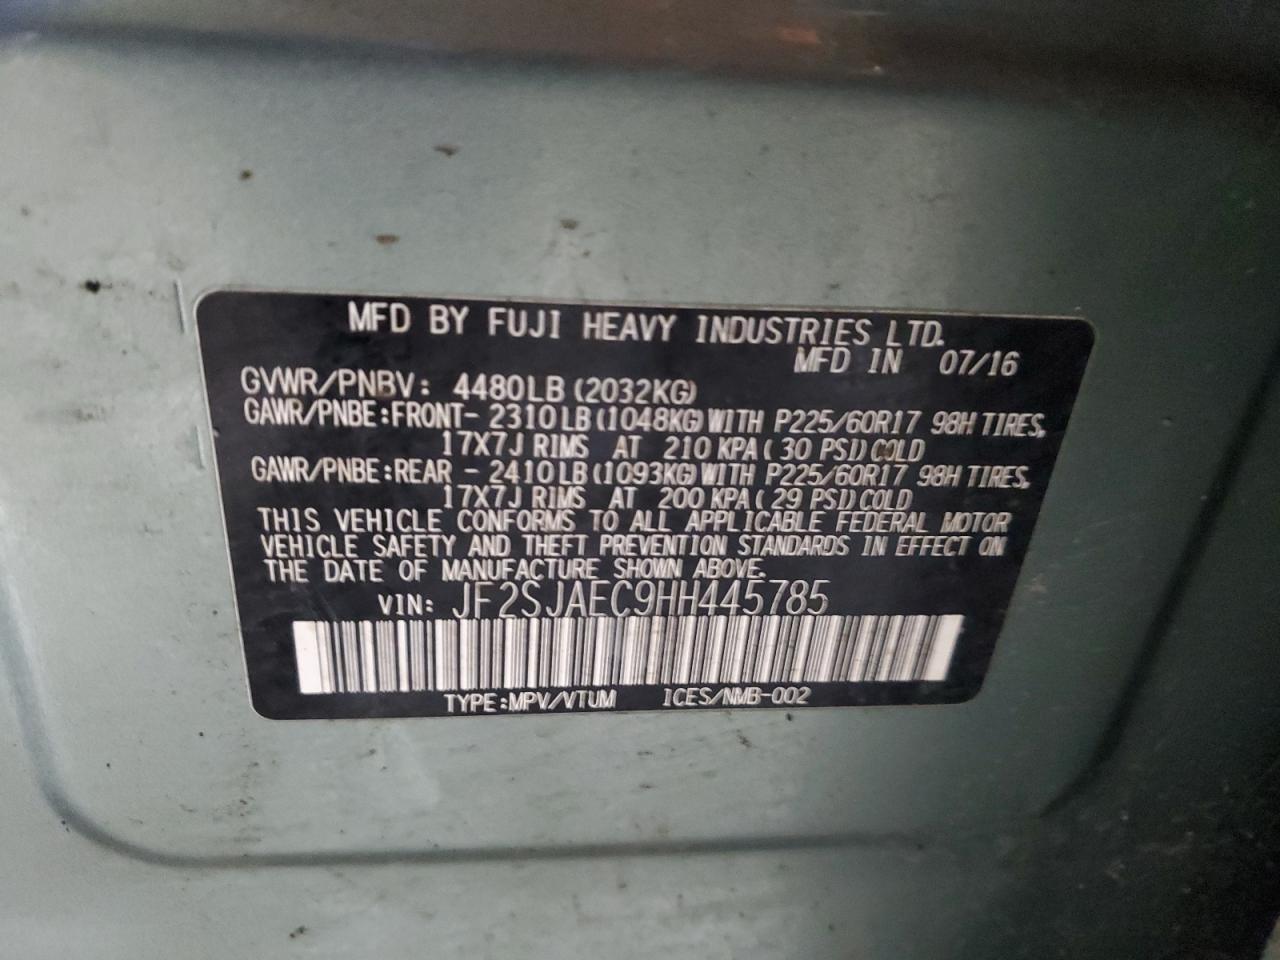 MFD BY FUJI HEAVY INDUSTRIES LTD.
MFD IN 07/16
GVWR/PNBV: 4480LB (2032KG)
GAWR/PNBE:FRONT- 2310LB(1048KG)WITH P225/60R17 98H TIRES,
17X7J RIMS AT 210 KPA( 30 PSI)COLD
GAWR/PNBE:REAR - 2410LB(1093KG)WITH P225/60R17 98H TIRES,
17X7J RIMS AT 200 KPA( 29 PSI)COLD
THIS VEHICLE CONFORMS TO ALL APPLICABLE FEDERAL MOTOR
VEHICLE SAFETY AND THEFT PREVENTION STANDARDS IN EFFECT ON
THE DATE OF MANUFACTURE SHOWN ABOVE.
VIN: JF2SJAEC9HH445785
TYPE:MPV/VTUM ICES/NMB-002